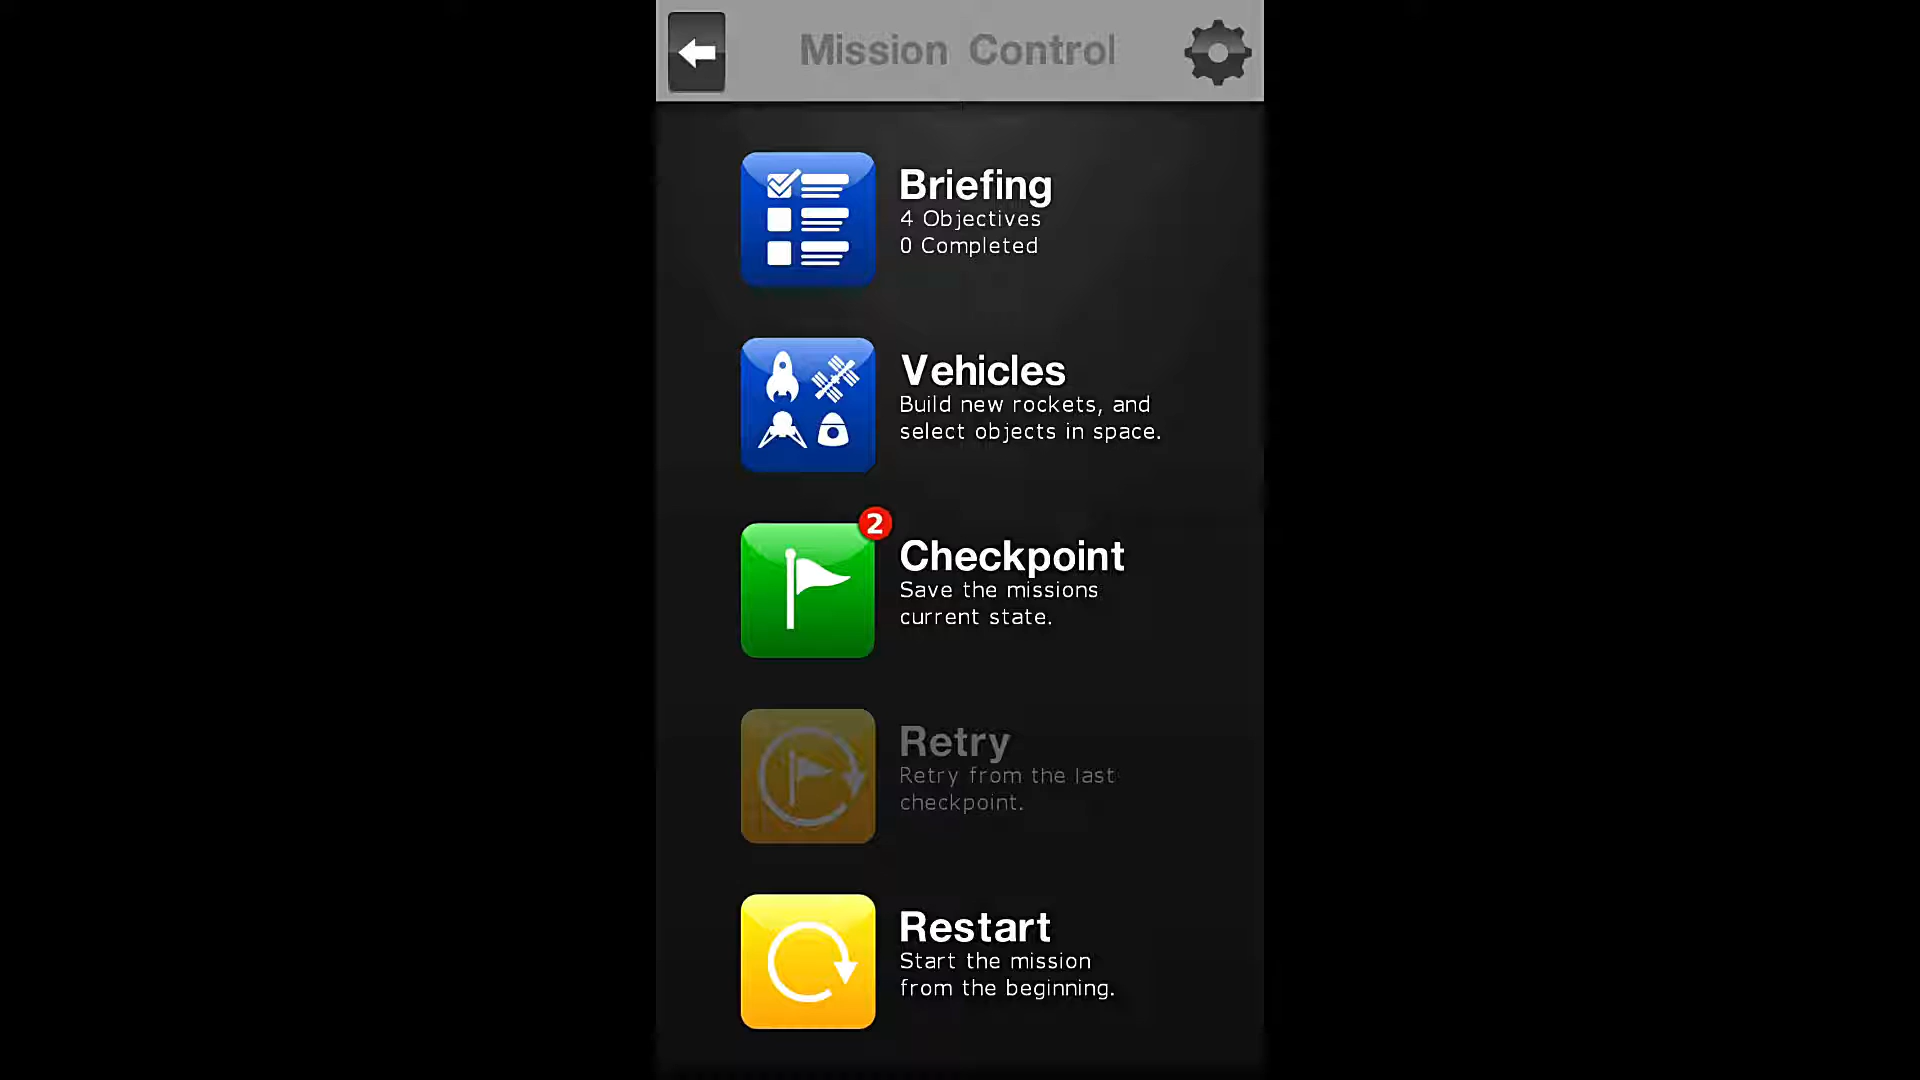 Mission Control
Briefing
4 Objectives
0 Completed
Vehicles
Build new rockets, and
select objects in space.
2
Checkpoint
Save the missions
current state.
Retry
Retry from the last
checkpoint.
Restart
Start the mission
from the beginning.